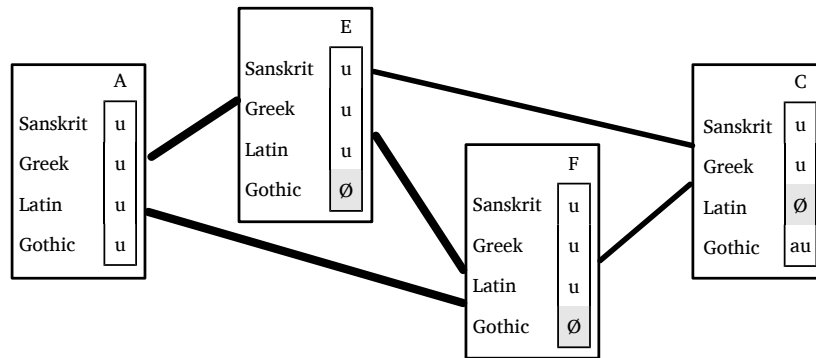 A
Sanskrit u
Greek u
Latin u
Gothic u
E
Sanskrit u
Greek u
Latin u
Gothic Ø
F
Sanskrit u
Greek u
Latin u
Gothic Ø
C
Sanskrit u
Greek u
Latin Ø
Gothic au